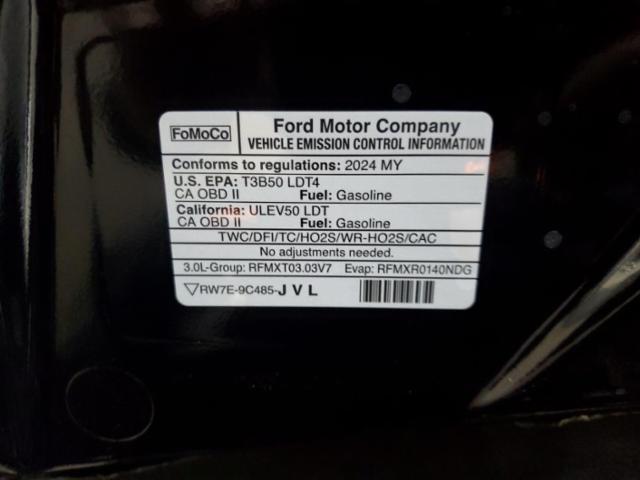 FoMoCo
Ford Motor Company
VEHICLE EMISSION CONTROL INFORMATION
Conforms to regulations: 2024 MY
U.S. EPA: T3B50 LDT4
CA OBD II Fuel: Gasoline
California: ULEV50 LDT
CA OBD II Fuel: Gasoline
TWC/DFI/TC/HO2S/WR-HO2S/CAC
No adjustments needed.
3.0L-Group: RFMXT03.03V7 Evap: RFMXR0140NDG
RW7E-9C485-J V L